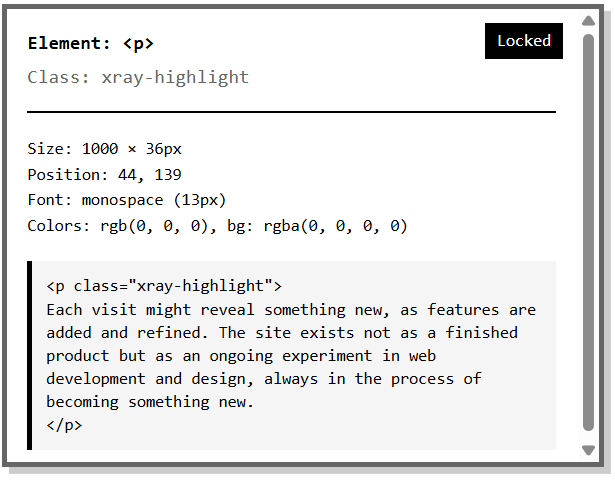 Element: <p>
Locked
Class: xray-highlight
Size: 1000 × 36px
Position: 44, 139
Font: monospace (13px)
Colors: rgb(0, 0, 0), bg: rgba(0, 0, 0, 0)
<p class="xray-highlight">
Each visit might reveal something new, as features are
added and refined. The site exists not as a finished
product but as an ongoing experiment in web
development and design, always in the process of
becoming something new.
</p>